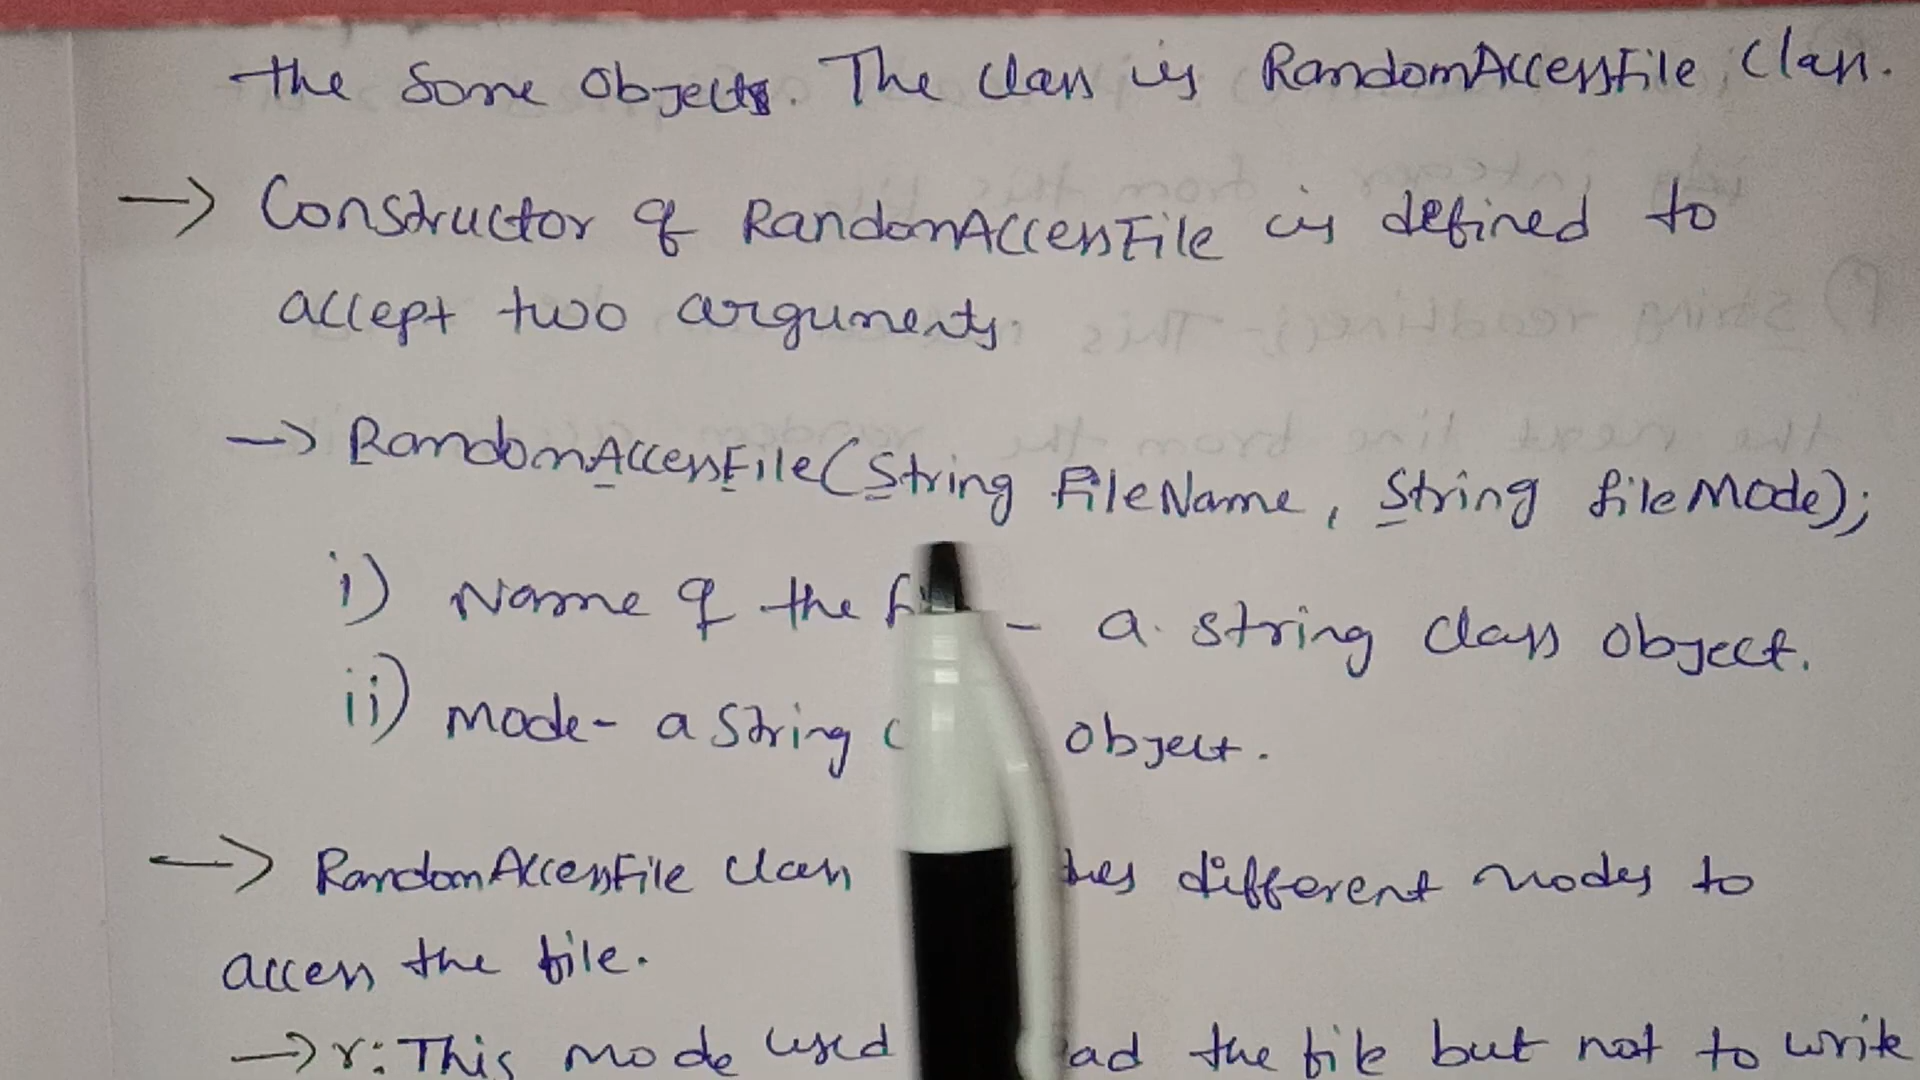 the Same Objects. The class is RandomAccessFile, Class.
→ Constructor of RandomAccessFile is defined to
accept two arguments.
→ RandomAccessFile(String FileName, String fileMode);
i) Name of the - a string class object.
ii) mode - a String object.
→ RandomAccessFile class different modes to
access the file.
→ r: This mode used the file but not to write